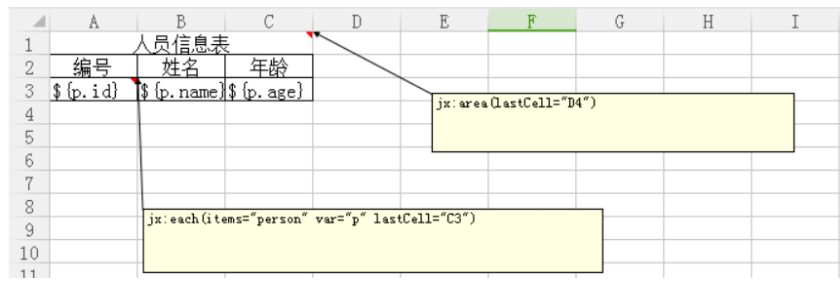 A B C D E F G H I
1 人员信息表
2 编号 姓名 年龄
3 ${p.id} ${p.name} ${p.age}
jx:area(lastCell="D4")
4
5
6
7
8
jx:each(items="person" var="p" lastCell="C3")
9
10
11